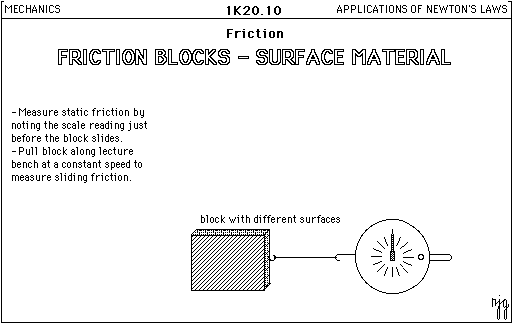 MECHANICS
1K20.10
APPLICATIONS OF NEWTON'S LAWS
Friction
FRICTION BLOCKS - SURFACE MATERIAL
- Measure static friction by
noting the scale reading just
before the block slides.
- Pull block along lecture
bench at a constant speed to
measure sliding friction.
block with different surfaces